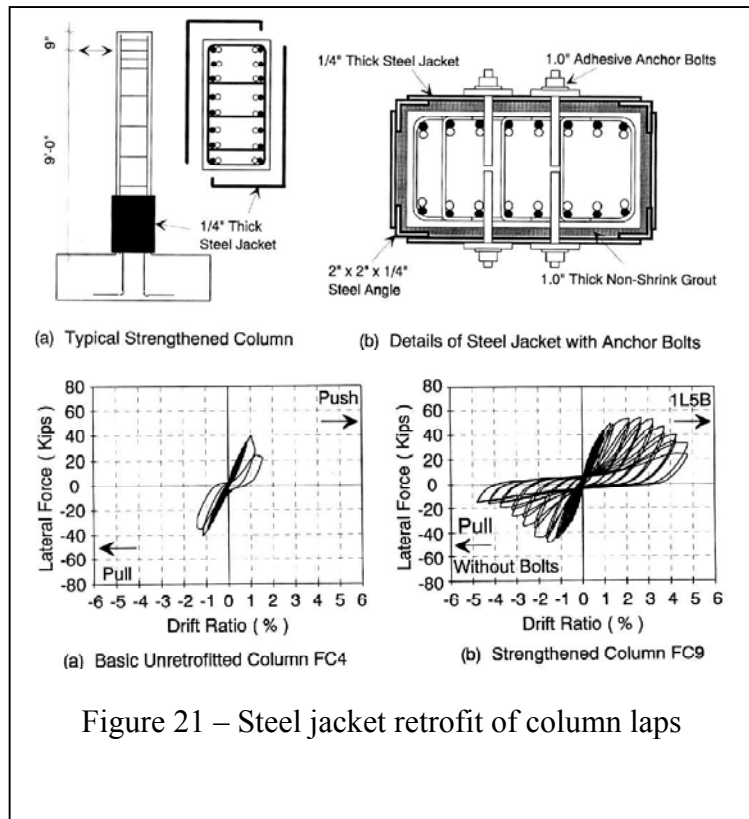 9"
9'-0"
1/4" Thick
Steel Jacket
(a) Typical Strengthened Column
1/4" Thick Steel Jacket
1.0" Adhesive Anchor Bolts
2" x 2" x 1/4"
Steel Angle
1.0" Thick Non-Shrink Grout
(b) Details of Steel Jacket with Anchor Bolts
Lateral Force ( Kips )
80
60
40
20
0
-20
-40
-60
-80
Push
Pull
-6 -5 -4 -3 -2 -1 0 1 2 3 4 5 6
Drift Ratio ( % )
(a) Basic Unretrofitted Column FC4
Lateral Force ( Kips )
80
60
40
20
0
-20
-40
-60
-80
1L5B
Pull
Without Bolts
-6 -5 -4 -3 -2 -1 0 1 2 3 4 5 6
Drift Ratio ( % )
(b) Strengthened Column FC9
Figure 21 – Steel jacket retrofit of column laps